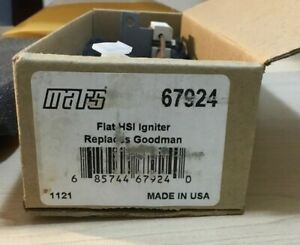 mars 67924
Flat HSI Igniter
Replaces Goodman
6 85744 67924 0
1121 MADE IN USA